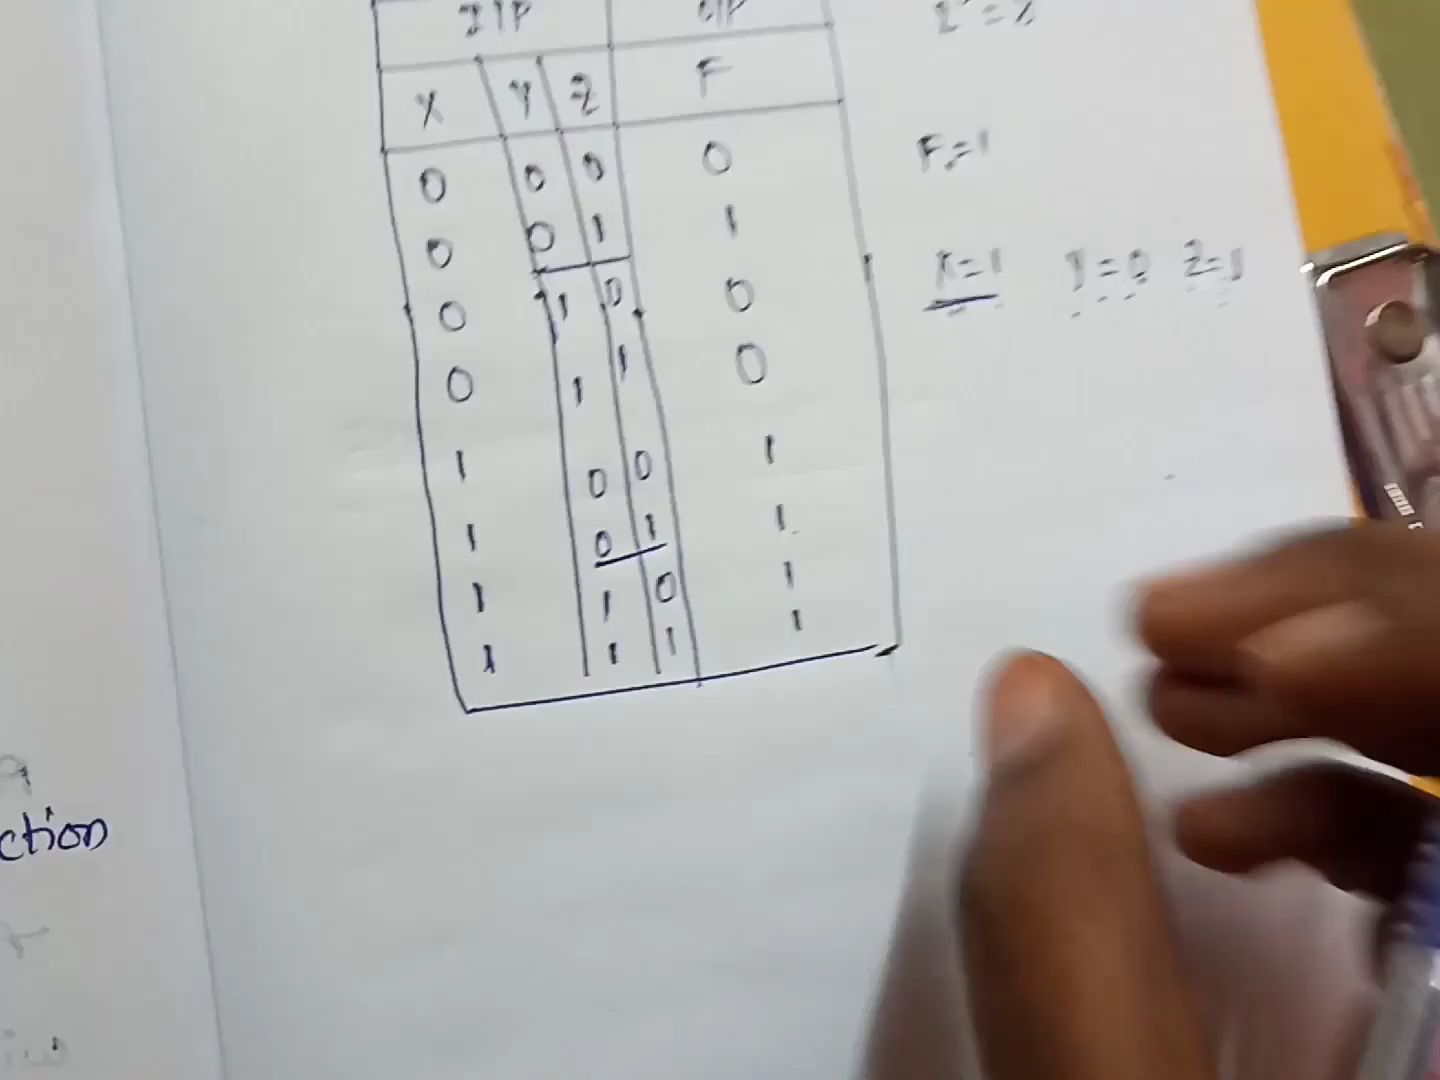 I/P O/P
X Y Z F
0 0 0 0
0 0 1 1
0 1 0 0
0 1 1 0
1 0 0 1
1 0 1 1
1 1 0 1
1 1 1 1
F=1
X=1 Y=0 Z=1
ction